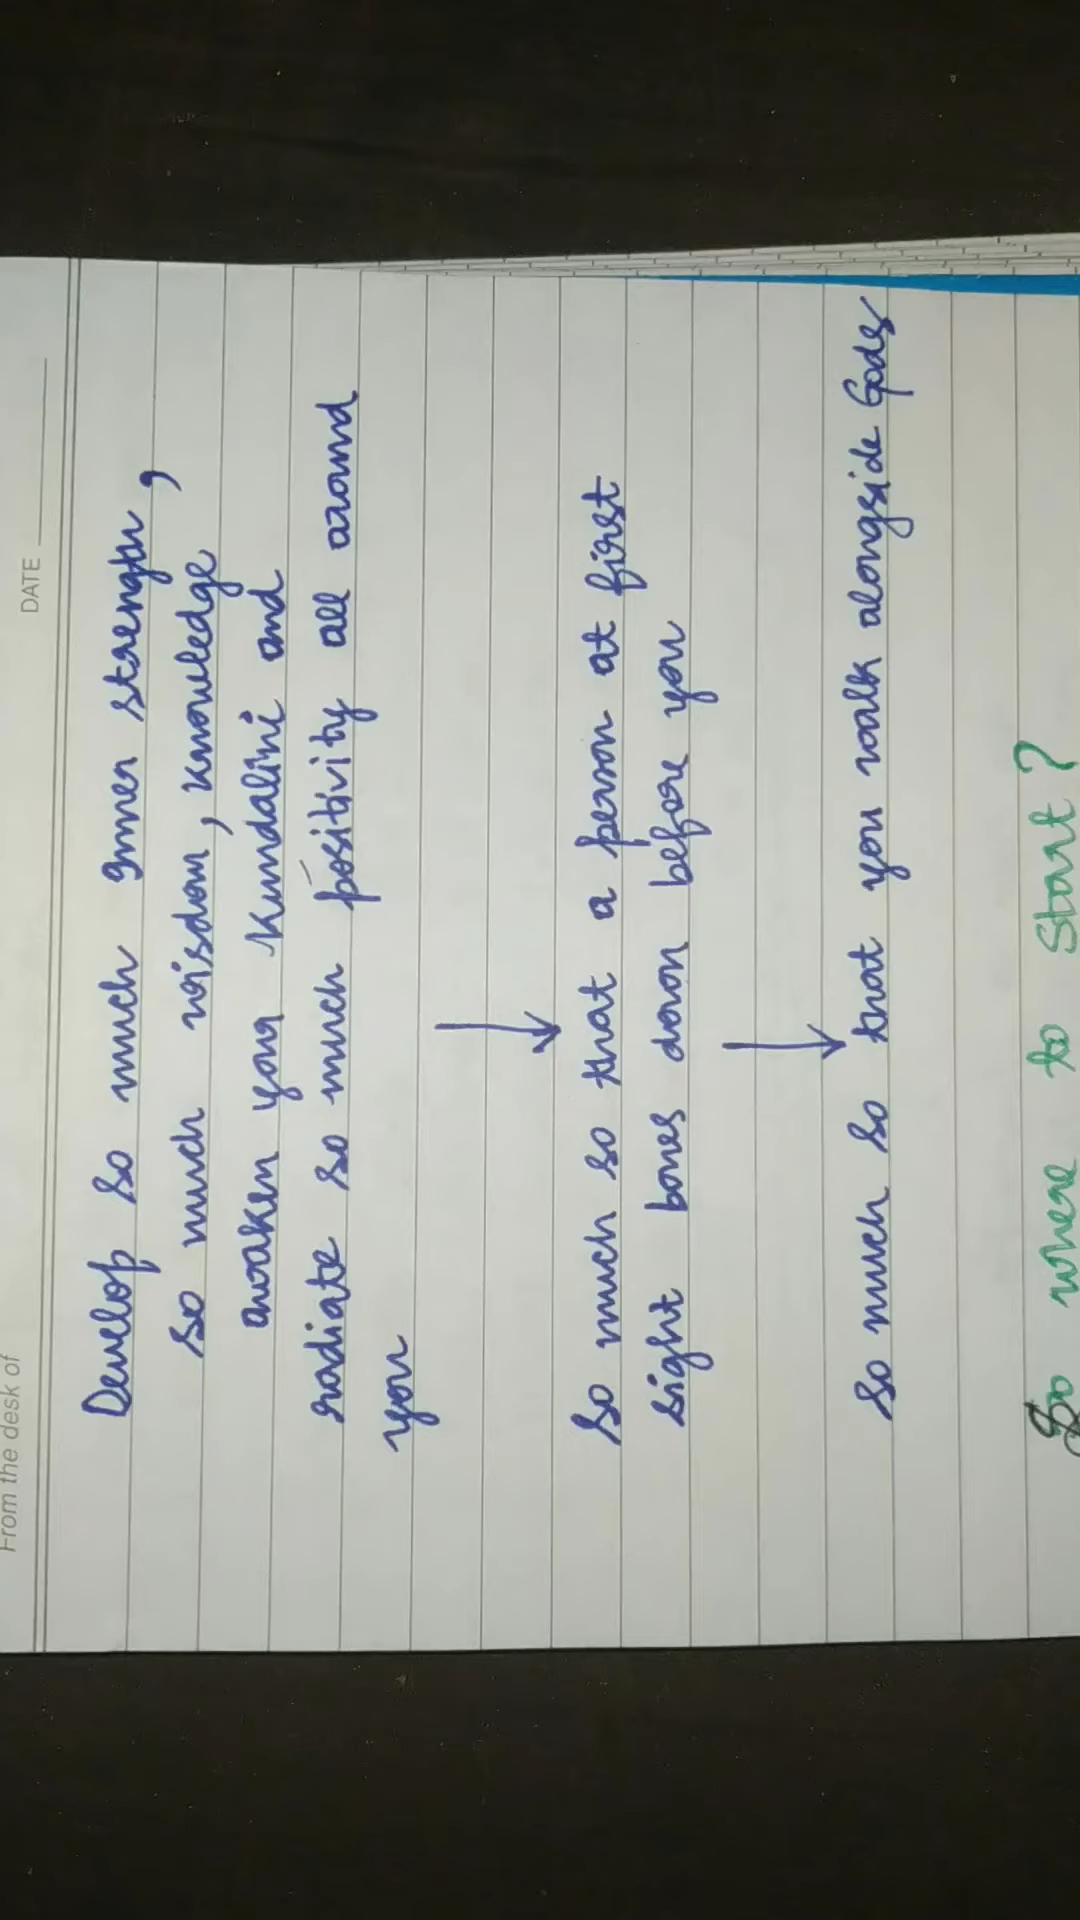 From the desk of
DATE
Develop so much Inner strength,
so much wisdom, knowledge
awaken your Kundalini and
radiate so much positivity all around
you
so much so that a person at first
sight bows down before you
so much so that you walk alongside Gods
So where to Start?